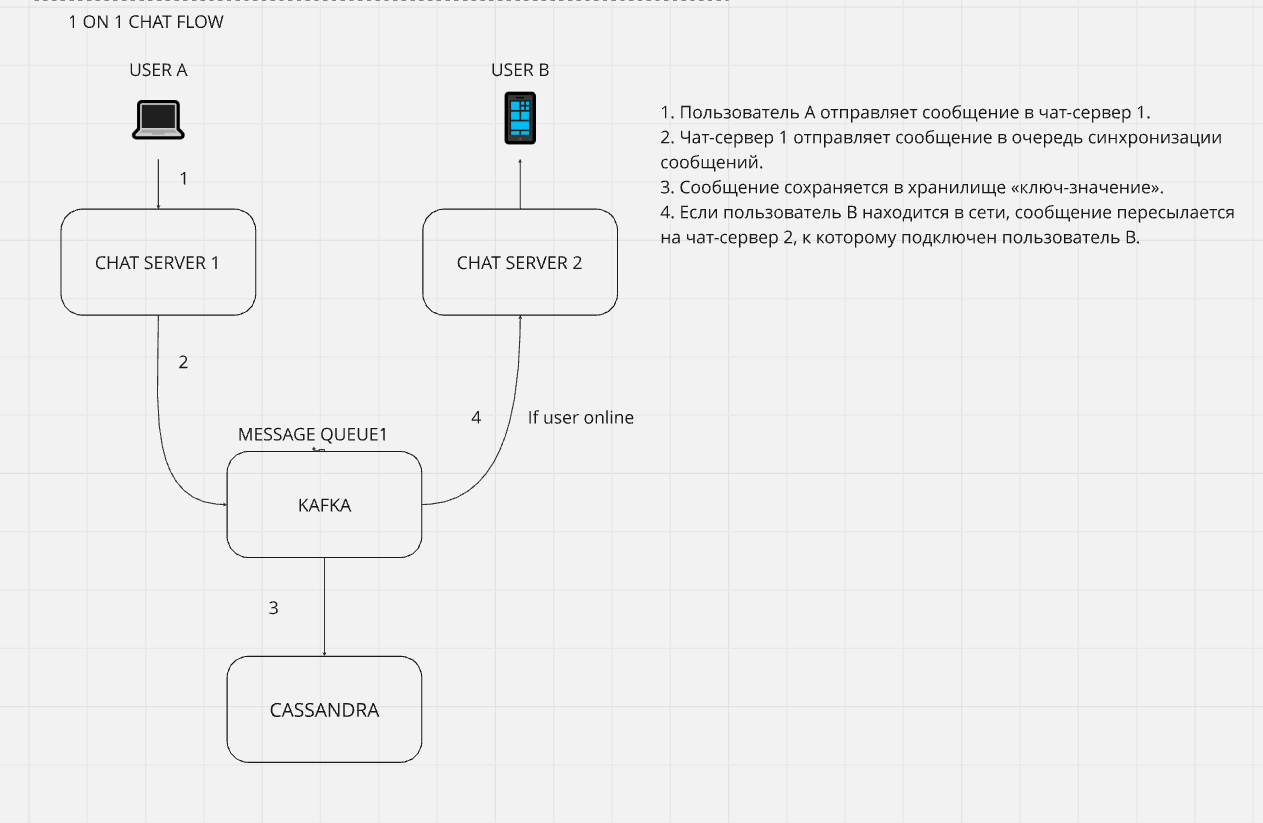 1 ON 1 CHAT FLOW
USER A
USER B
1. Пользователь А отправляет сообщение в чат-сервер 1.
2. Чат-сервер 1 отправляет сообщение в очередь синхронизации
сообщений.
3. Сообщение сохраняется в хранилище «ключ-значение».
4. Если пользователь В находится в сети, сообщение пересылается
на чат-сервер 2, к которому подключен пользователь В.
1
CHAT SERVER 1
CHAT SERVER 2
2
4
If user online
MESSAGE QUEUE1
KAFKA
3
CASSANDRA